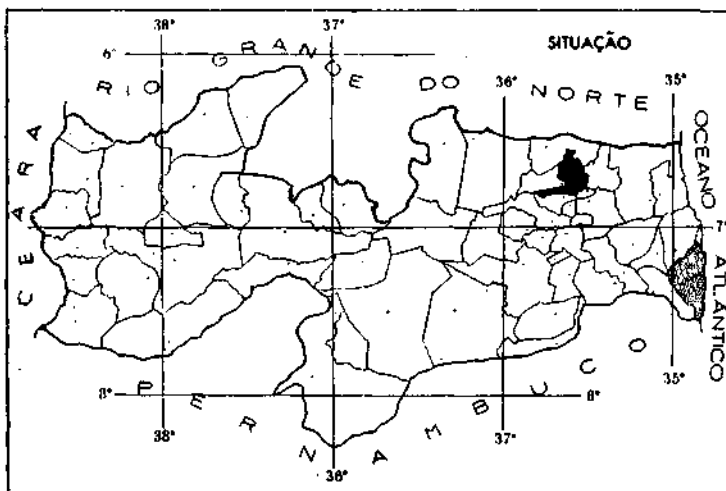 38° 37° SITUAÇÃO
6° RIO GRANDE DO NORTE 36° 35°
CEARÁ
OCEANO ATLÂNTICO
7°
PERNAMBUCO
8° 8°
38° 36° 37° 35°